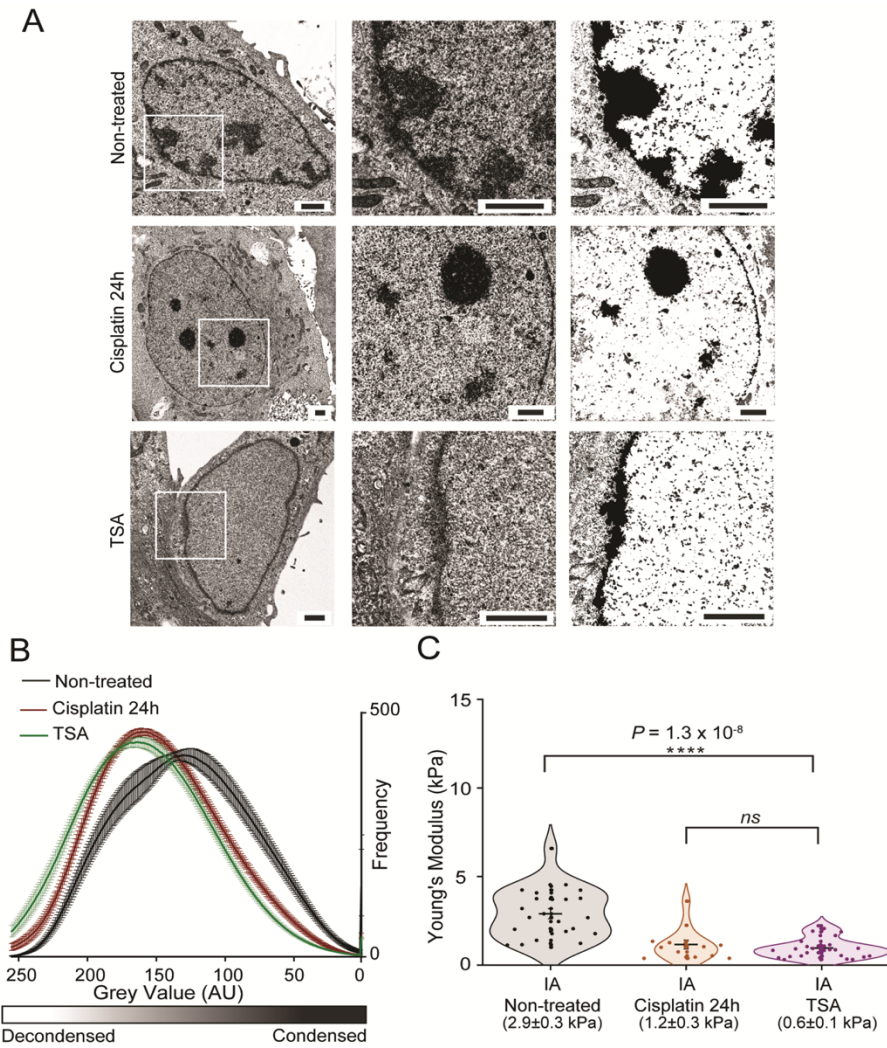 A
Non-treated
Cisplatin 24h
TSA
B
Non-treated
Cisplatin 24h
TSA
500
Frequency
0
250
200
150
100
50
0
Grey Value (AU)
Decondensed
Condensed
C
15
10
5
0
Young's Modulus (kPa)
P = 1.3 x 10⁻⁸
****
ns
IA
IA
IA
Non-treated
Cisplatin 24h
TSA
(2.9±0.3 kPa)
(1.2±0.3 kPa)
(0.6±0.1 kPa)